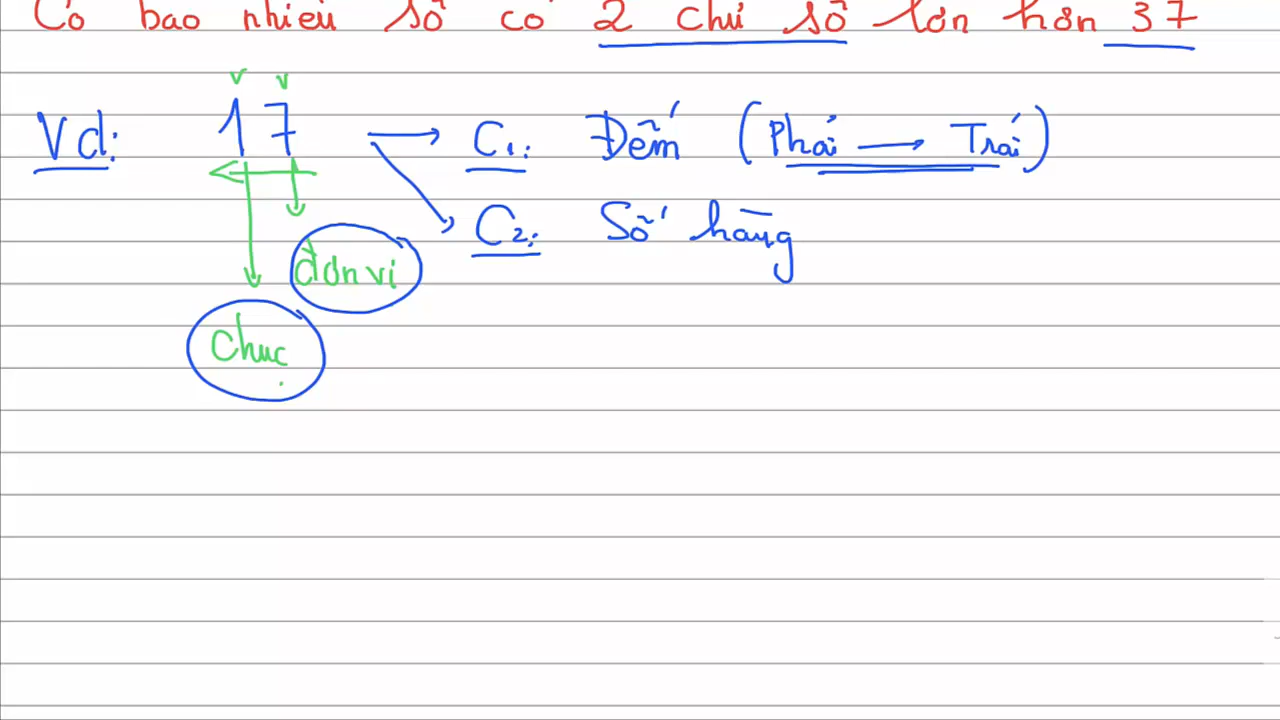 Có bao nhiêu số có 2 chữ số lớn hơn 37
Vd: 17 → C1: Đếm (Phải → Trái)
C2: Số hàng
đơn vị
chục